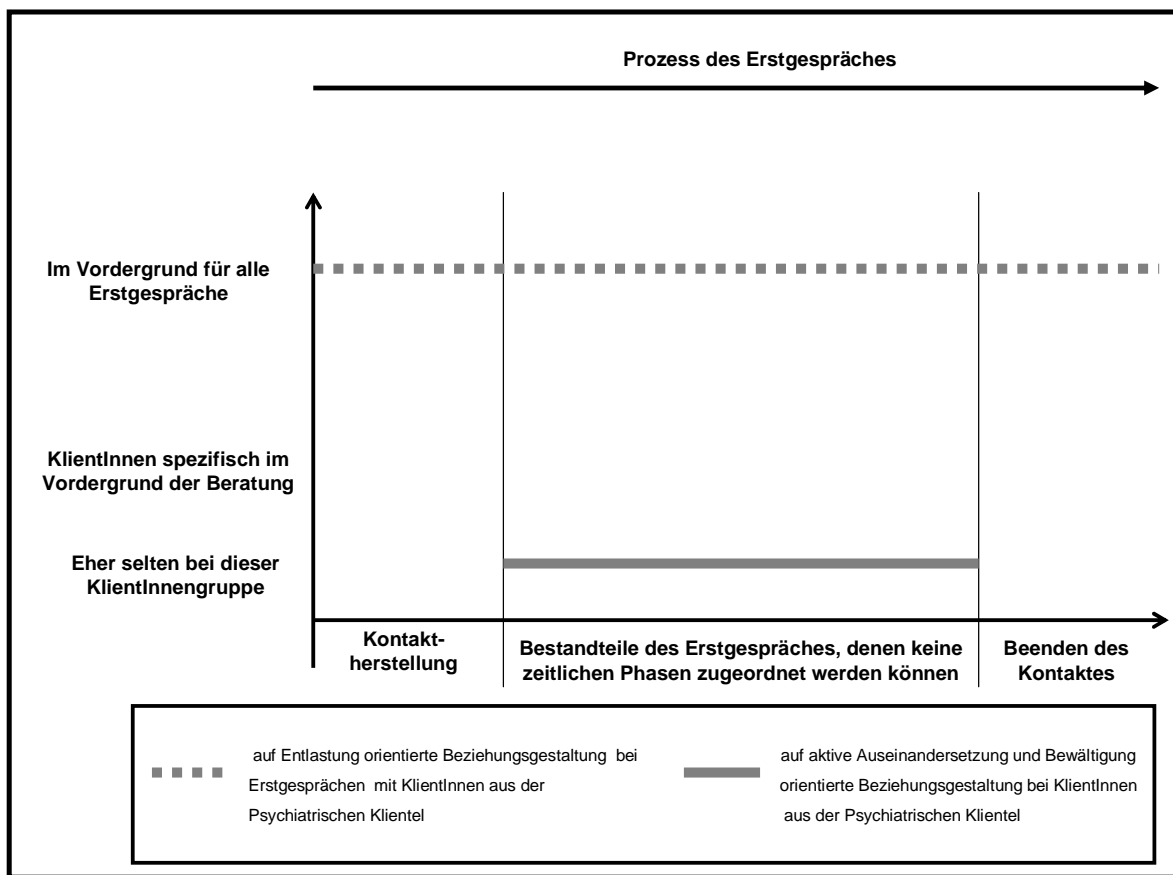 Prozess des Erstgespräches
Im Vordergrund für alle
Erstgespräche
KlientInnen spezifisch im
Vordergrund der Beratung
Eher selten bei dieser
KlientInnengruppe
Kontakt-
herstellung
Bestandteile des Erstgespräches, denen keine
zeitlichen Phasen zugeordnet werden können
Beenden des
Kontaktes
auf Entlastung orientierte Beziehungsgestaltung bei
Erstgesprächen mit KlientInnen aus der
Psychiatrischen Klientel
auf aktive Auseinandersetzung und Bewältigung
orientierte Beziehungsgestaltung bei KlientInnen
aus der Psychiatrischen Klientel